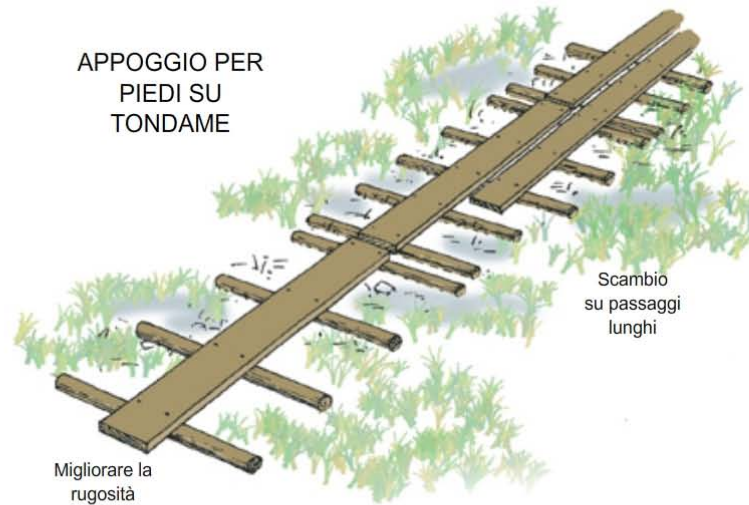 APPOGGIO PER
PIEDI SU
TONDAME
Scambio
su passaggi
lunghi
Migliorare la
rugosità